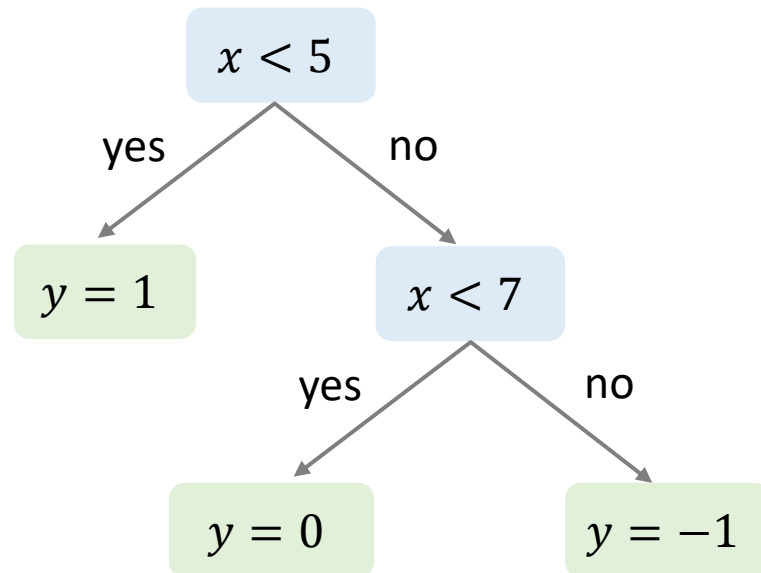 x < 5
yes
no
y = 1
x < 7
yes
no
y = 0
y = −1